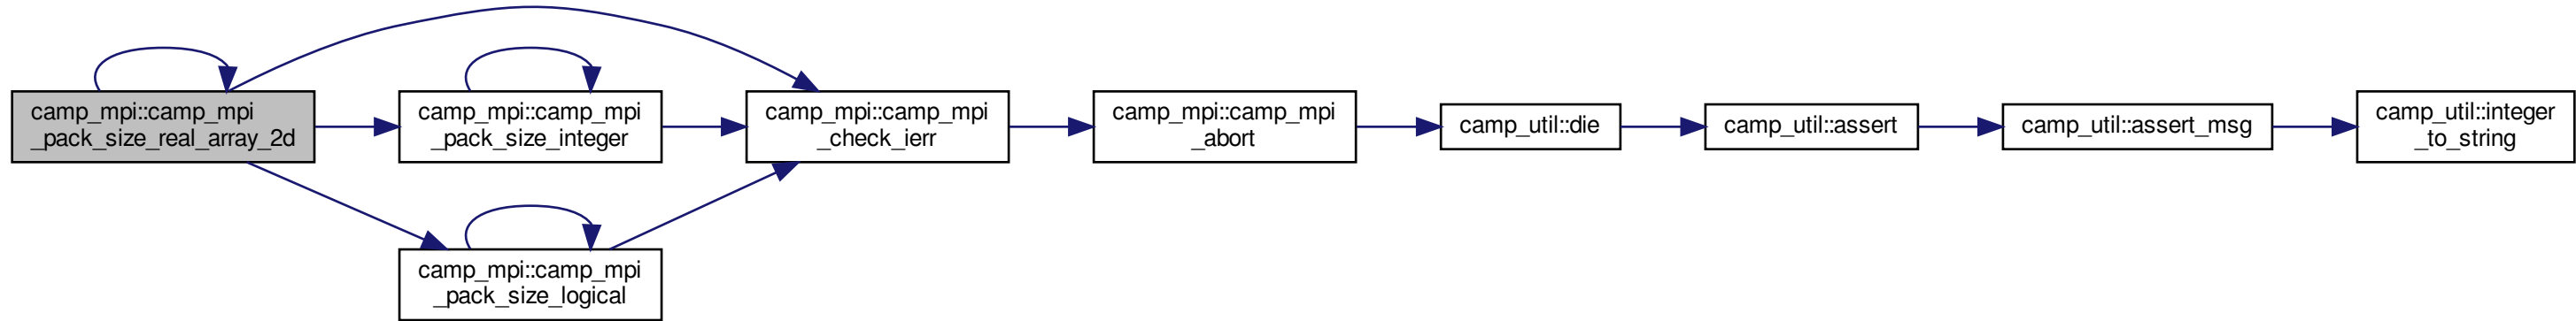 camp_mpi::camp_mpi
_pack_size_real_array_2d
camp_mpi::camp_mpi
_pack_size_integer
camp_mpi::camp_mpi
_check_ierr
camp_mpi::camp_mpi
_abort
camp_util::die
camp_util::assert
camp_util::assert_msg
camp_util::integer
_to_string
camp_mpi::camp_mpi
_pack_size_logical